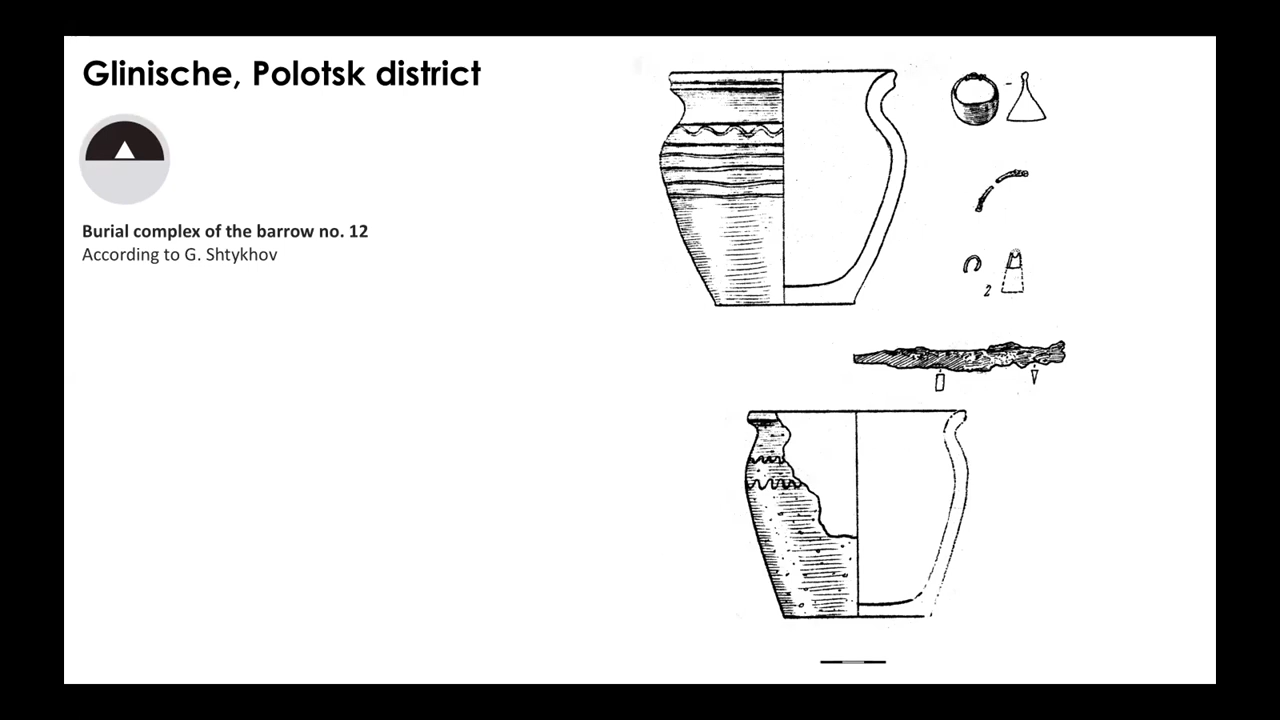 Glinische, Polotsk district
Burial complex of the barrow no. 12
According to G. Shtykhov
2